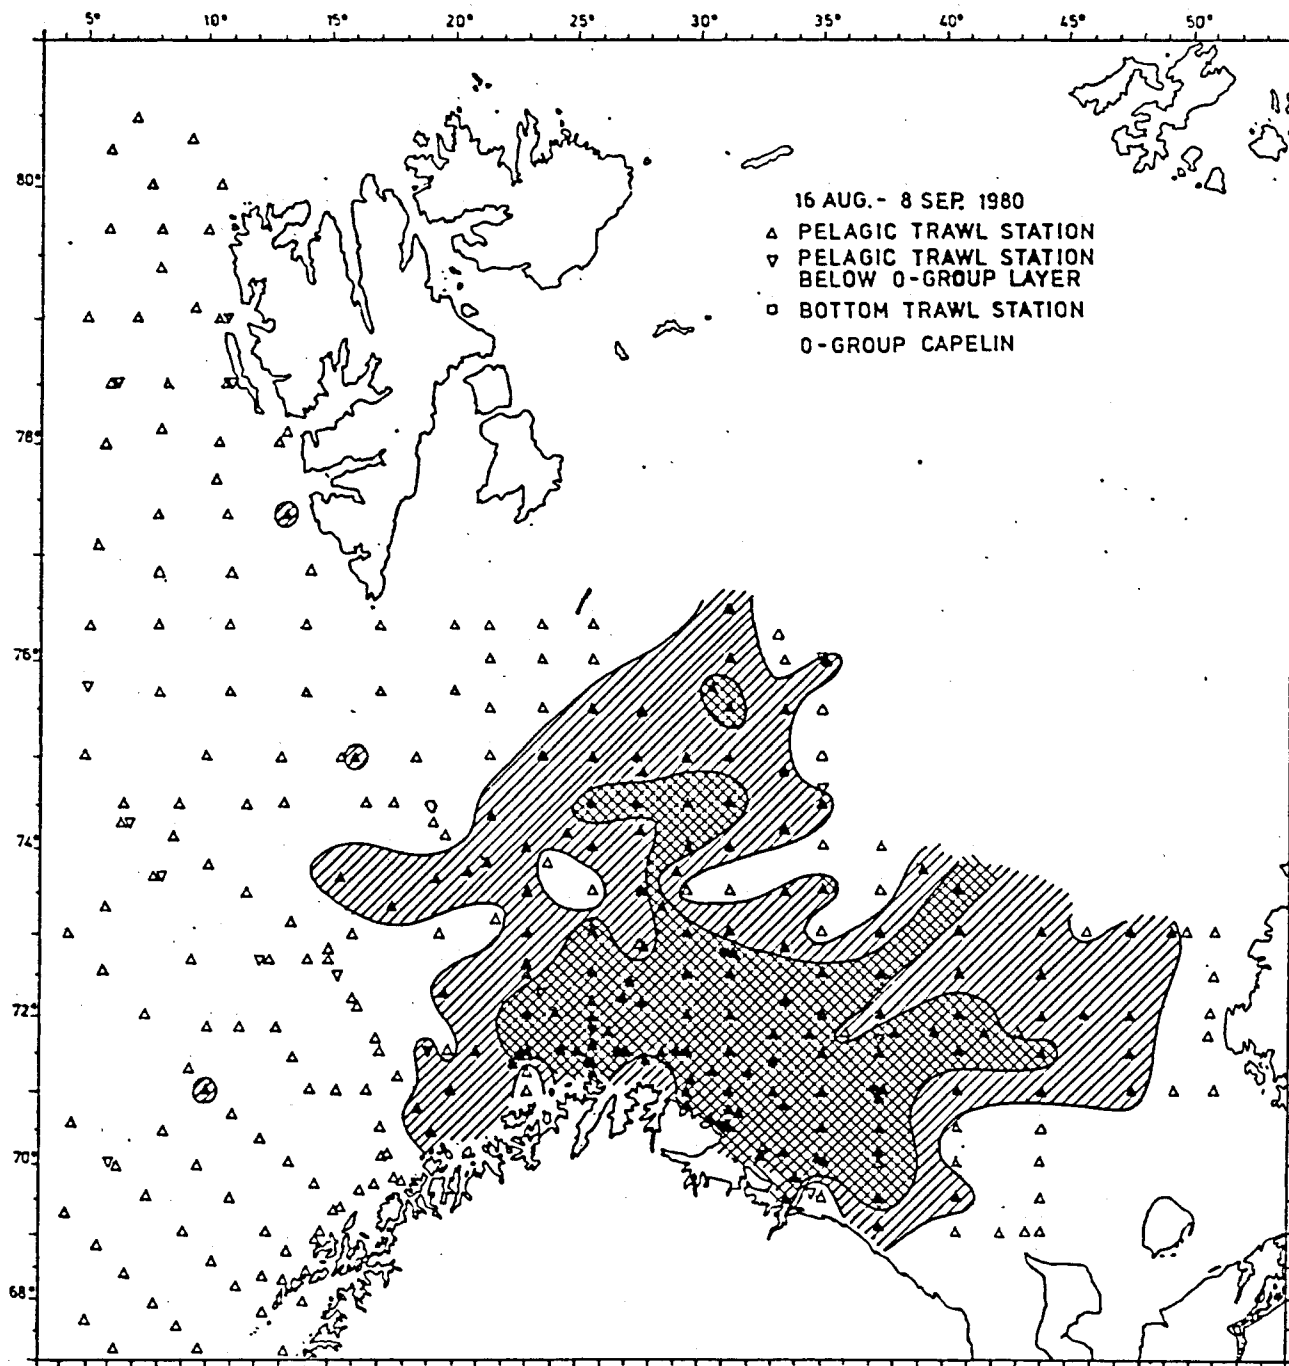 5° 10° 15° 20° 25° 30° 35° 40° 45° 50°
80°
16 AUG. - 8 SEP. 1980
PELAGIC TRAWL STATION
PELAGIC TRAWL STATION
BELOW 0-GROUP LAYER
BOTTOM TRAWL STATION
0-GROUP CAPELIN
78°
76°
74°
72°
70°
68°